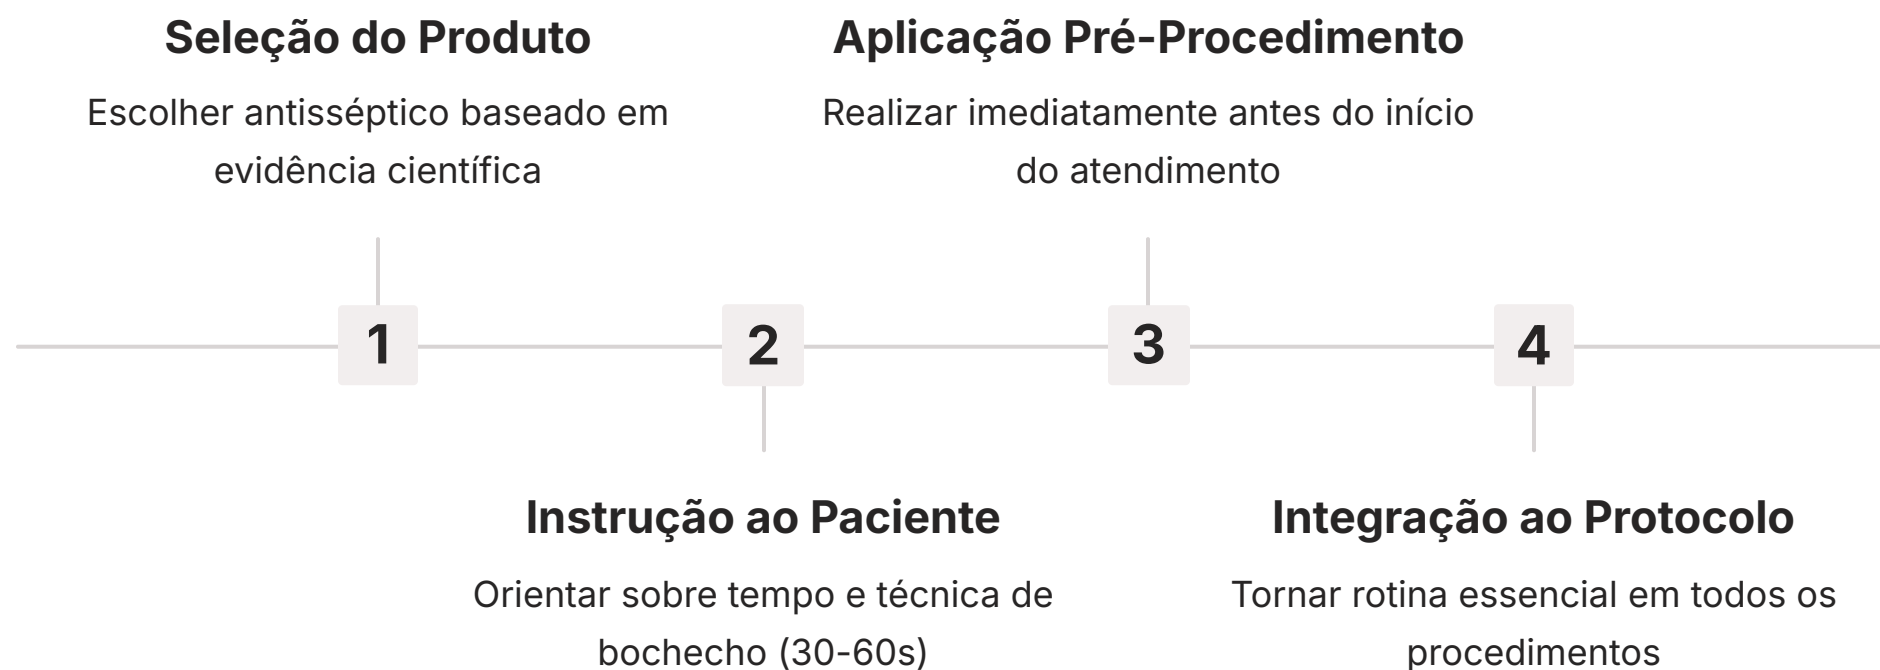 Seleção do Produto
Escolher antisséptico baseado em
evidência científica
1
2
Instrução ao Paciente
Orientar sobre tempo e técnica de
bochecho (30-60s)
Aplicação Pré-Procedimento
Realizar imediatamente antes do início
do atendimento
3
4
Integração ao Protocolo
Tornar rotina essencial em todos os
procedimentos